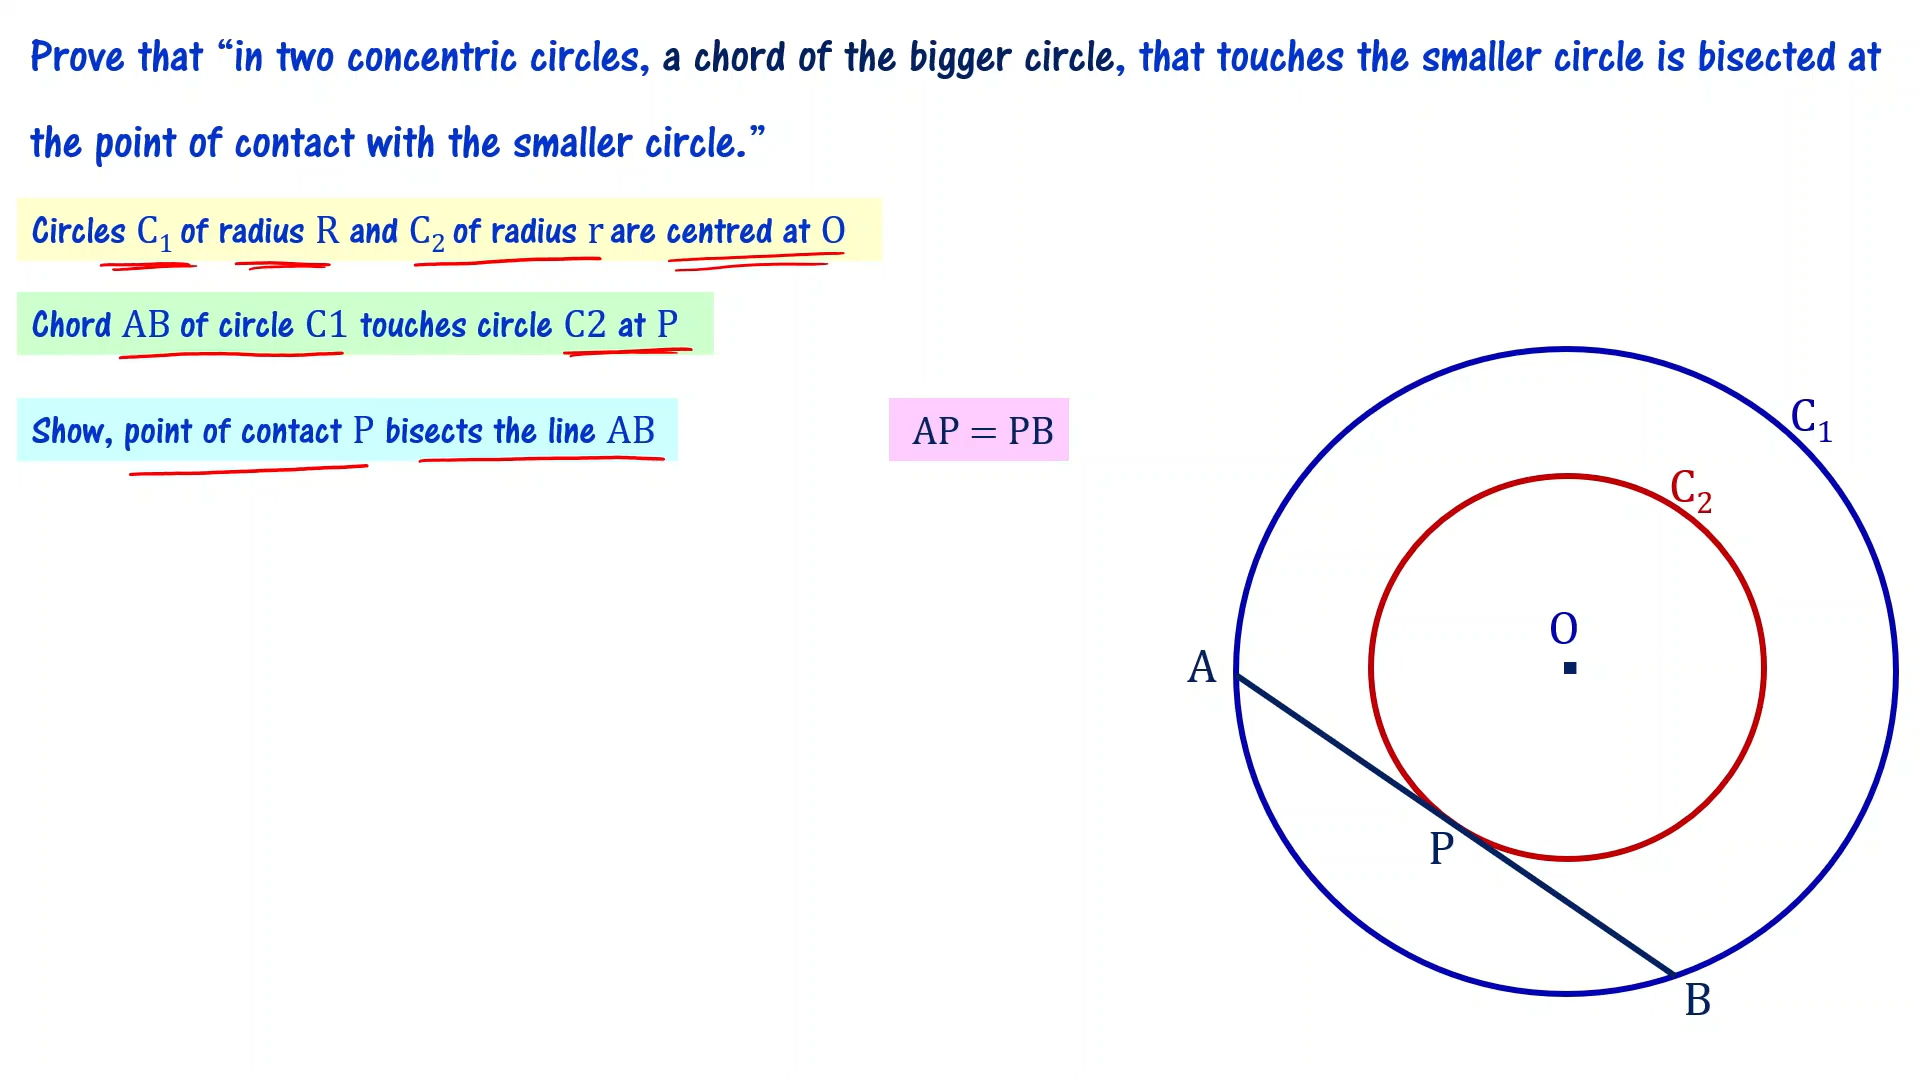 Prove that “in two concentric circles, a chord of the bigger circle, that touches the smaller circle is bisected at
the point of contact with the smaller circle.”
Circles C₁ of radius R and C₂ of radius r are centred at O
Chord AB of circle C1 touches circle C2 at P
Show, point of contact P bisects the line AB
AP = PB
C₁
C₂
O
A
P
B